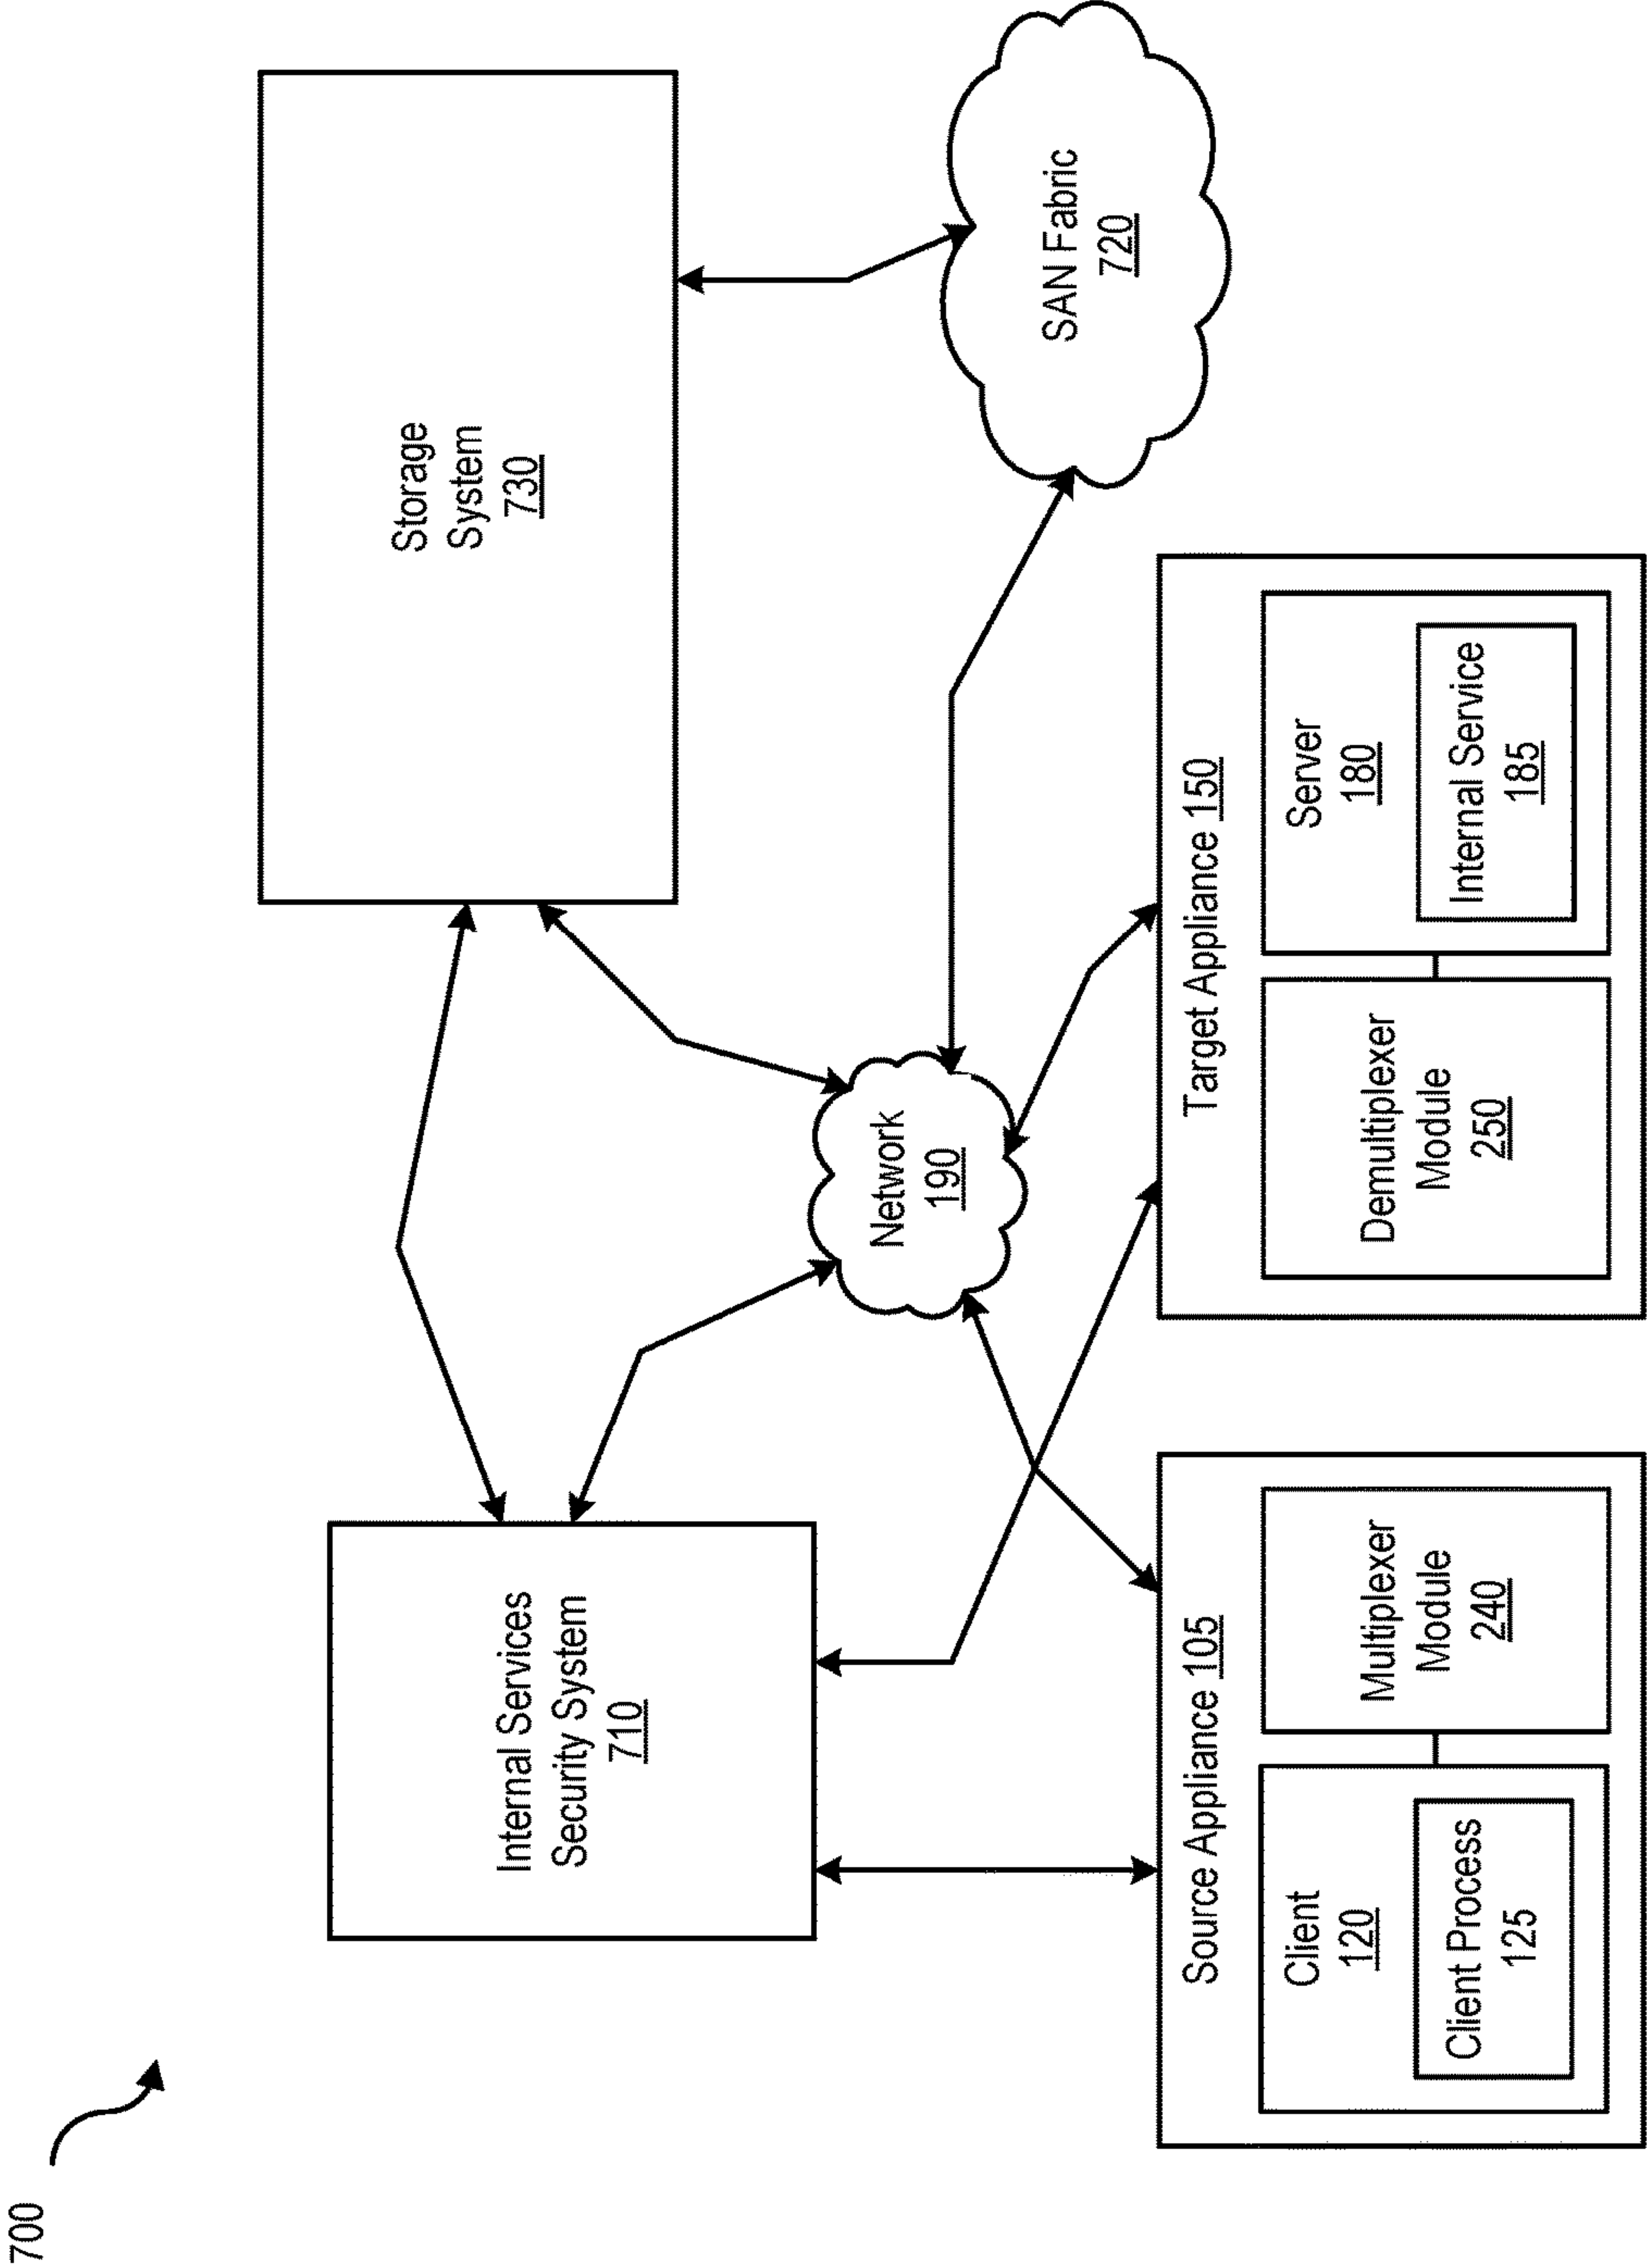 700
Internal Services
Security System
710
Storage
System
730
Network
190
SAN Fabric
720
Source Appliance 105
Client
120
Client Process
125
Multiplexer
Module
240
Target Appliance 150
Demultiplexer
Module
250
Server
180
Internal Service
185